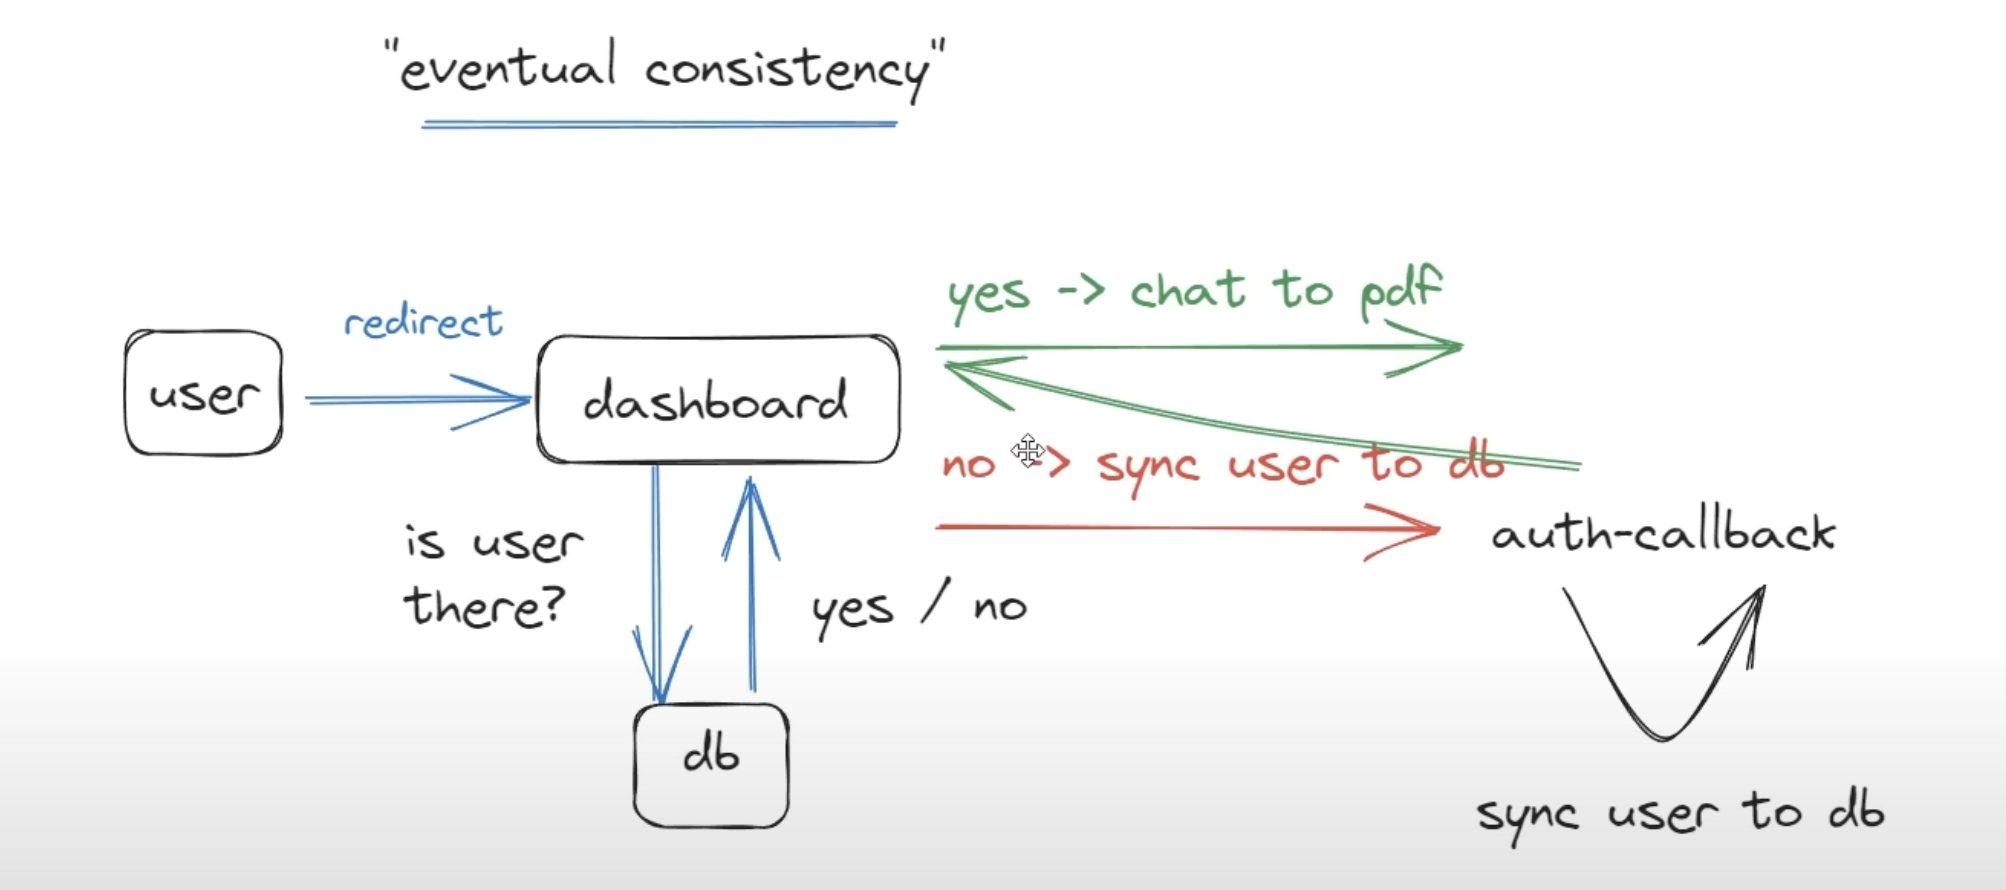 "eventual consistency"
yes -> chat to pdf
redirect
user
dashboard
no -> sync user to db
auth-callback
is user
there?
yes / no
db
sync user to db